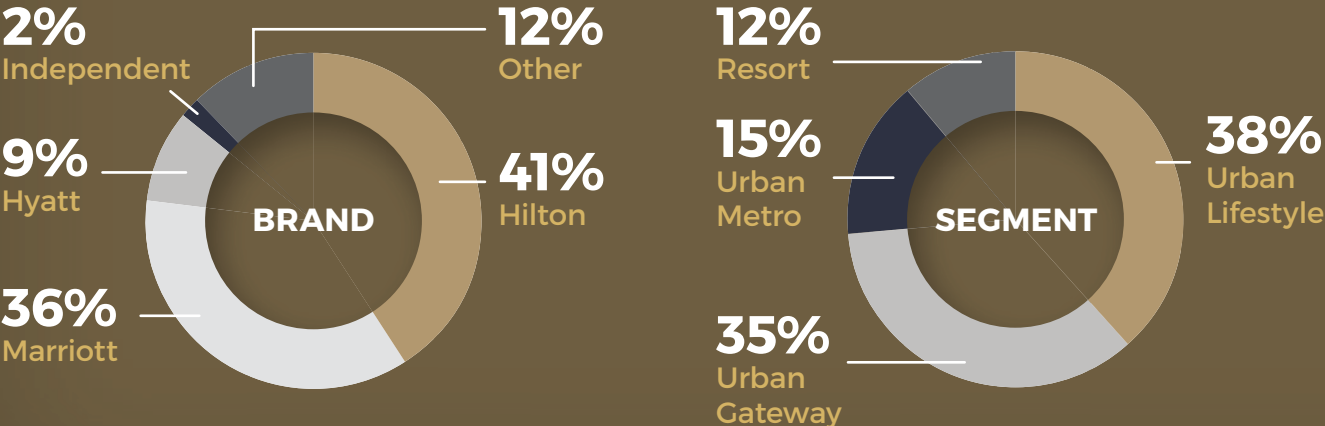 2%
Independent
9%
Hyatt
36%
Marriott
BRAND
12%
Other
41%
Hilton
12%
Resort
15%
Urban
Metro
35%
Urban
Gateway
SEGMENT
38%
Urban
Lifestyle